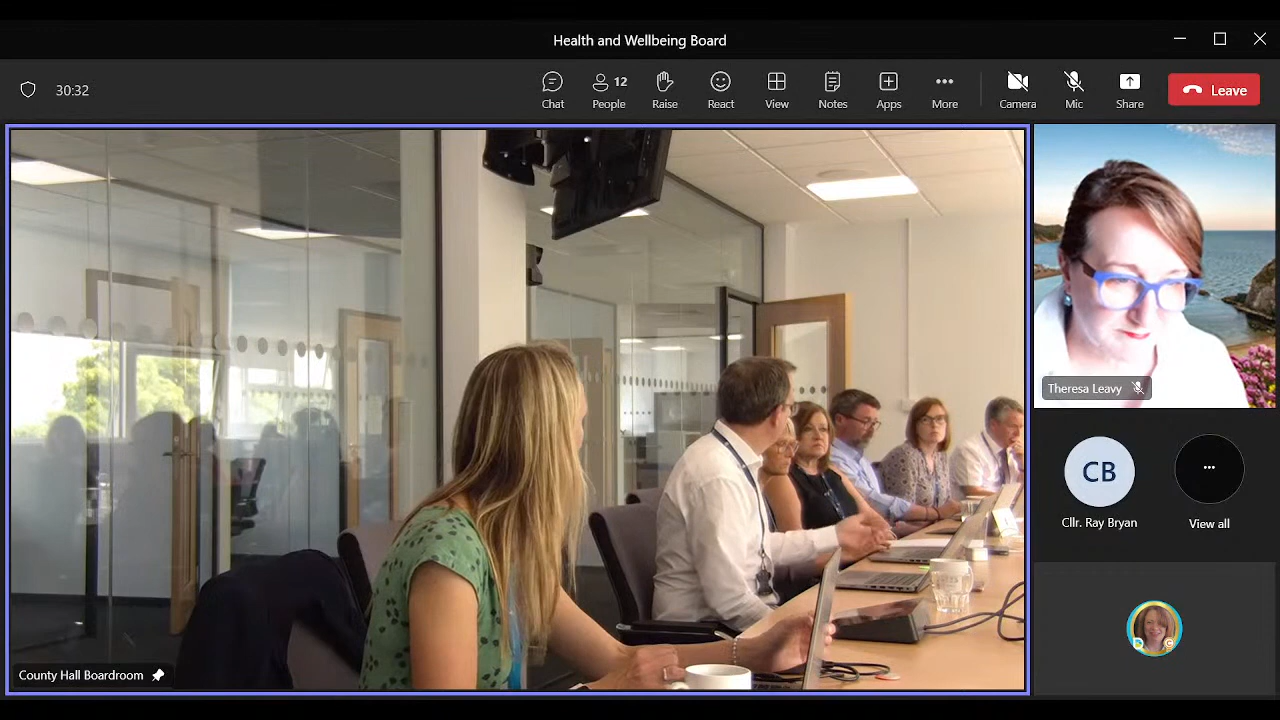 Health and Wellbeing Board
30:32
12
Chat
People
Raise
React
View
Notes
Apps
More
Camera
Mic
Share
Leave
Theresa Leavy
CB
Cllr. Ray Bryan
View all
County Hall Boardroom